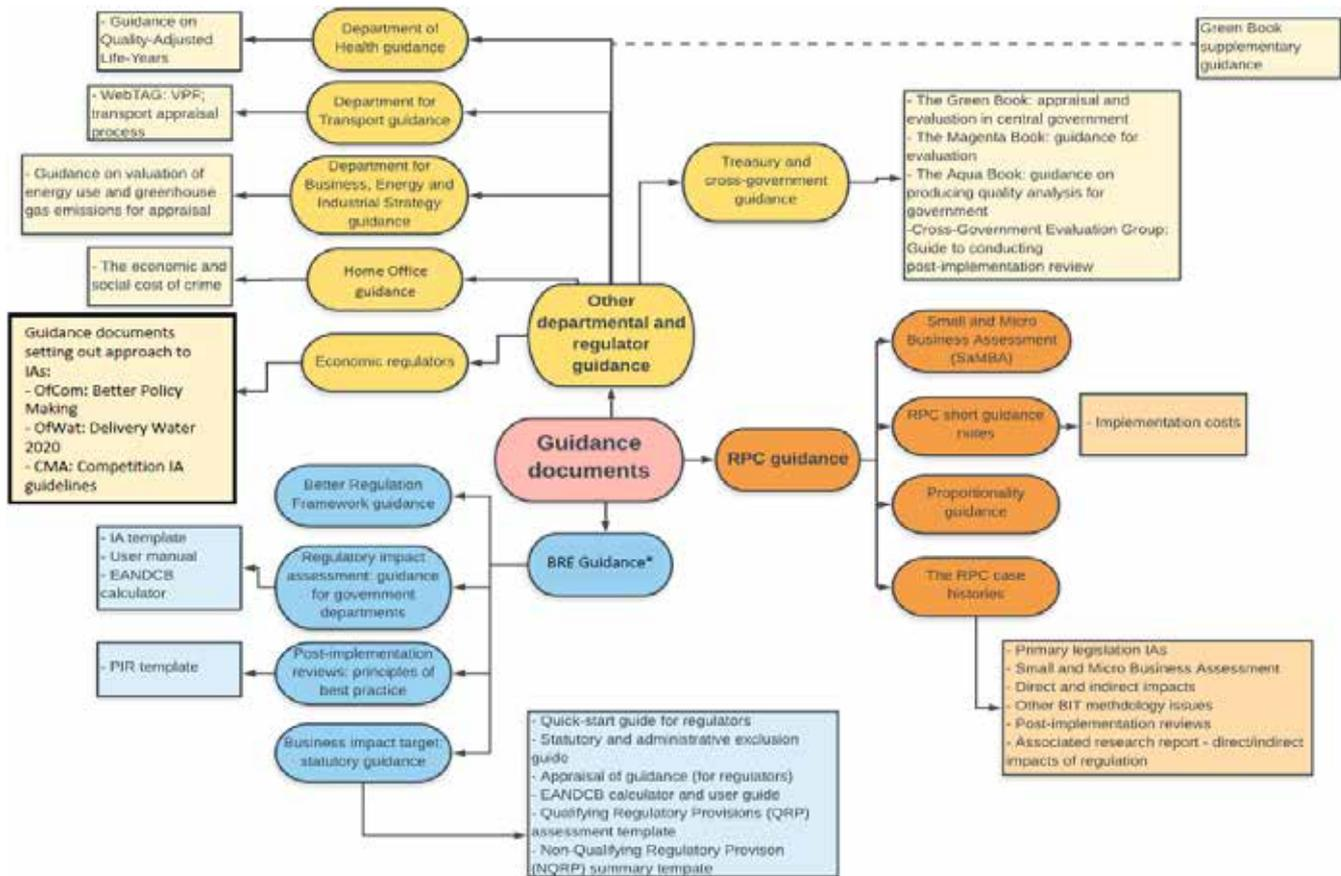 - Guidance on
Quality-Adjusted
Life-Years
Department of
Health guidance
Green Book
supplementary
guidance
- WebTAG: VPF;
transport appraisal
process
Department for
Transport guidance
- The Green Book: appraisal and
evaluation in central government
- The Magenta Book: guidance for
evaluation
- The Aqua Book: guidance on
producing quality analysis for
government
-Cross-Government Evaluation Group:
Guide to conducting
post-implementation review
Treasury and
cross-government
guidance
- Guidance on valuation of
energy use and greenhouse
gas emissions for appraisal
Department for
Business, Energy and
Industrial Strategy
guidance
- The economic and
social cost of crime
Home Office
guidance
Other
departmental and
regulator
guidance
Guidance documents
setting out approach to
IAs:
- OfCom: Better Policy
Making
- OfWat: Delivery Water
2020
- CMA: Competition IA
guidelines
Economic regulators
Small and Micro
Business Assessment
(SaMBA)
RPC short guidance
notes
- Implementation costs
Guidance
documents
RPC guidance
Proportionality
guidance
The RPC case
histories
Better Regulation
Framework guidance
BRE Guidance*
- IA template
- User manual
- EANDCB
calculator
Regulatory impact
assessment: guidance
for government
departments
- PIR template
Post-implementation
reviews: principles of
best practice
- Primary legislation IAs
- Small and Micro Business Assessment
- Direct and indirect impacts
- Other BIT methdology issues
- Post-implementation reviews
- Associated research report - direct/indirect
impacts of regulation
Business impact target:
statutory guidance
- Quick-start guide for regulators
- Statutory and administrative exclusion
guide
- Appraisal of guidance (for regulators)
- EANDCB calculator and user guide
- Qualifying Regulatory Provisions (QRP)
assessment template
- Non-Qualifying Regulatory Provison
(NQRP) summary tempate